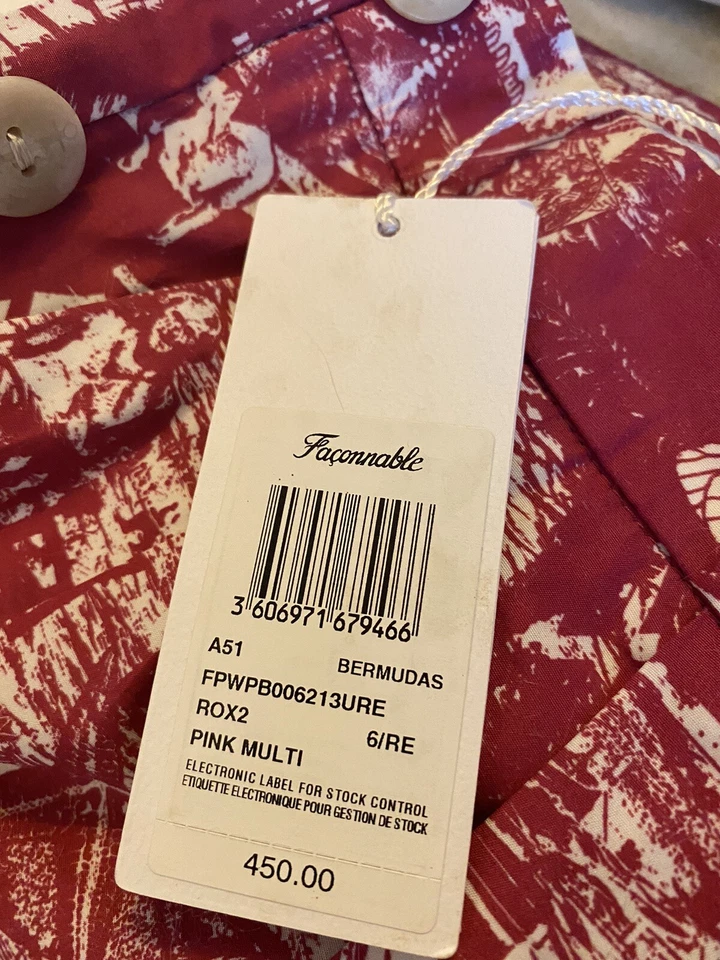 Façonnable
3 606971 679466
A51 BERMUDAS
FPWPB006213URE
ROX2 6/RE
PINK MULTI
ELECTRONIC LABEL FOR STOCK CONTROL
ETIQUETTE ELECTRONIQUE POUR GESTION DE STOCK
450.00